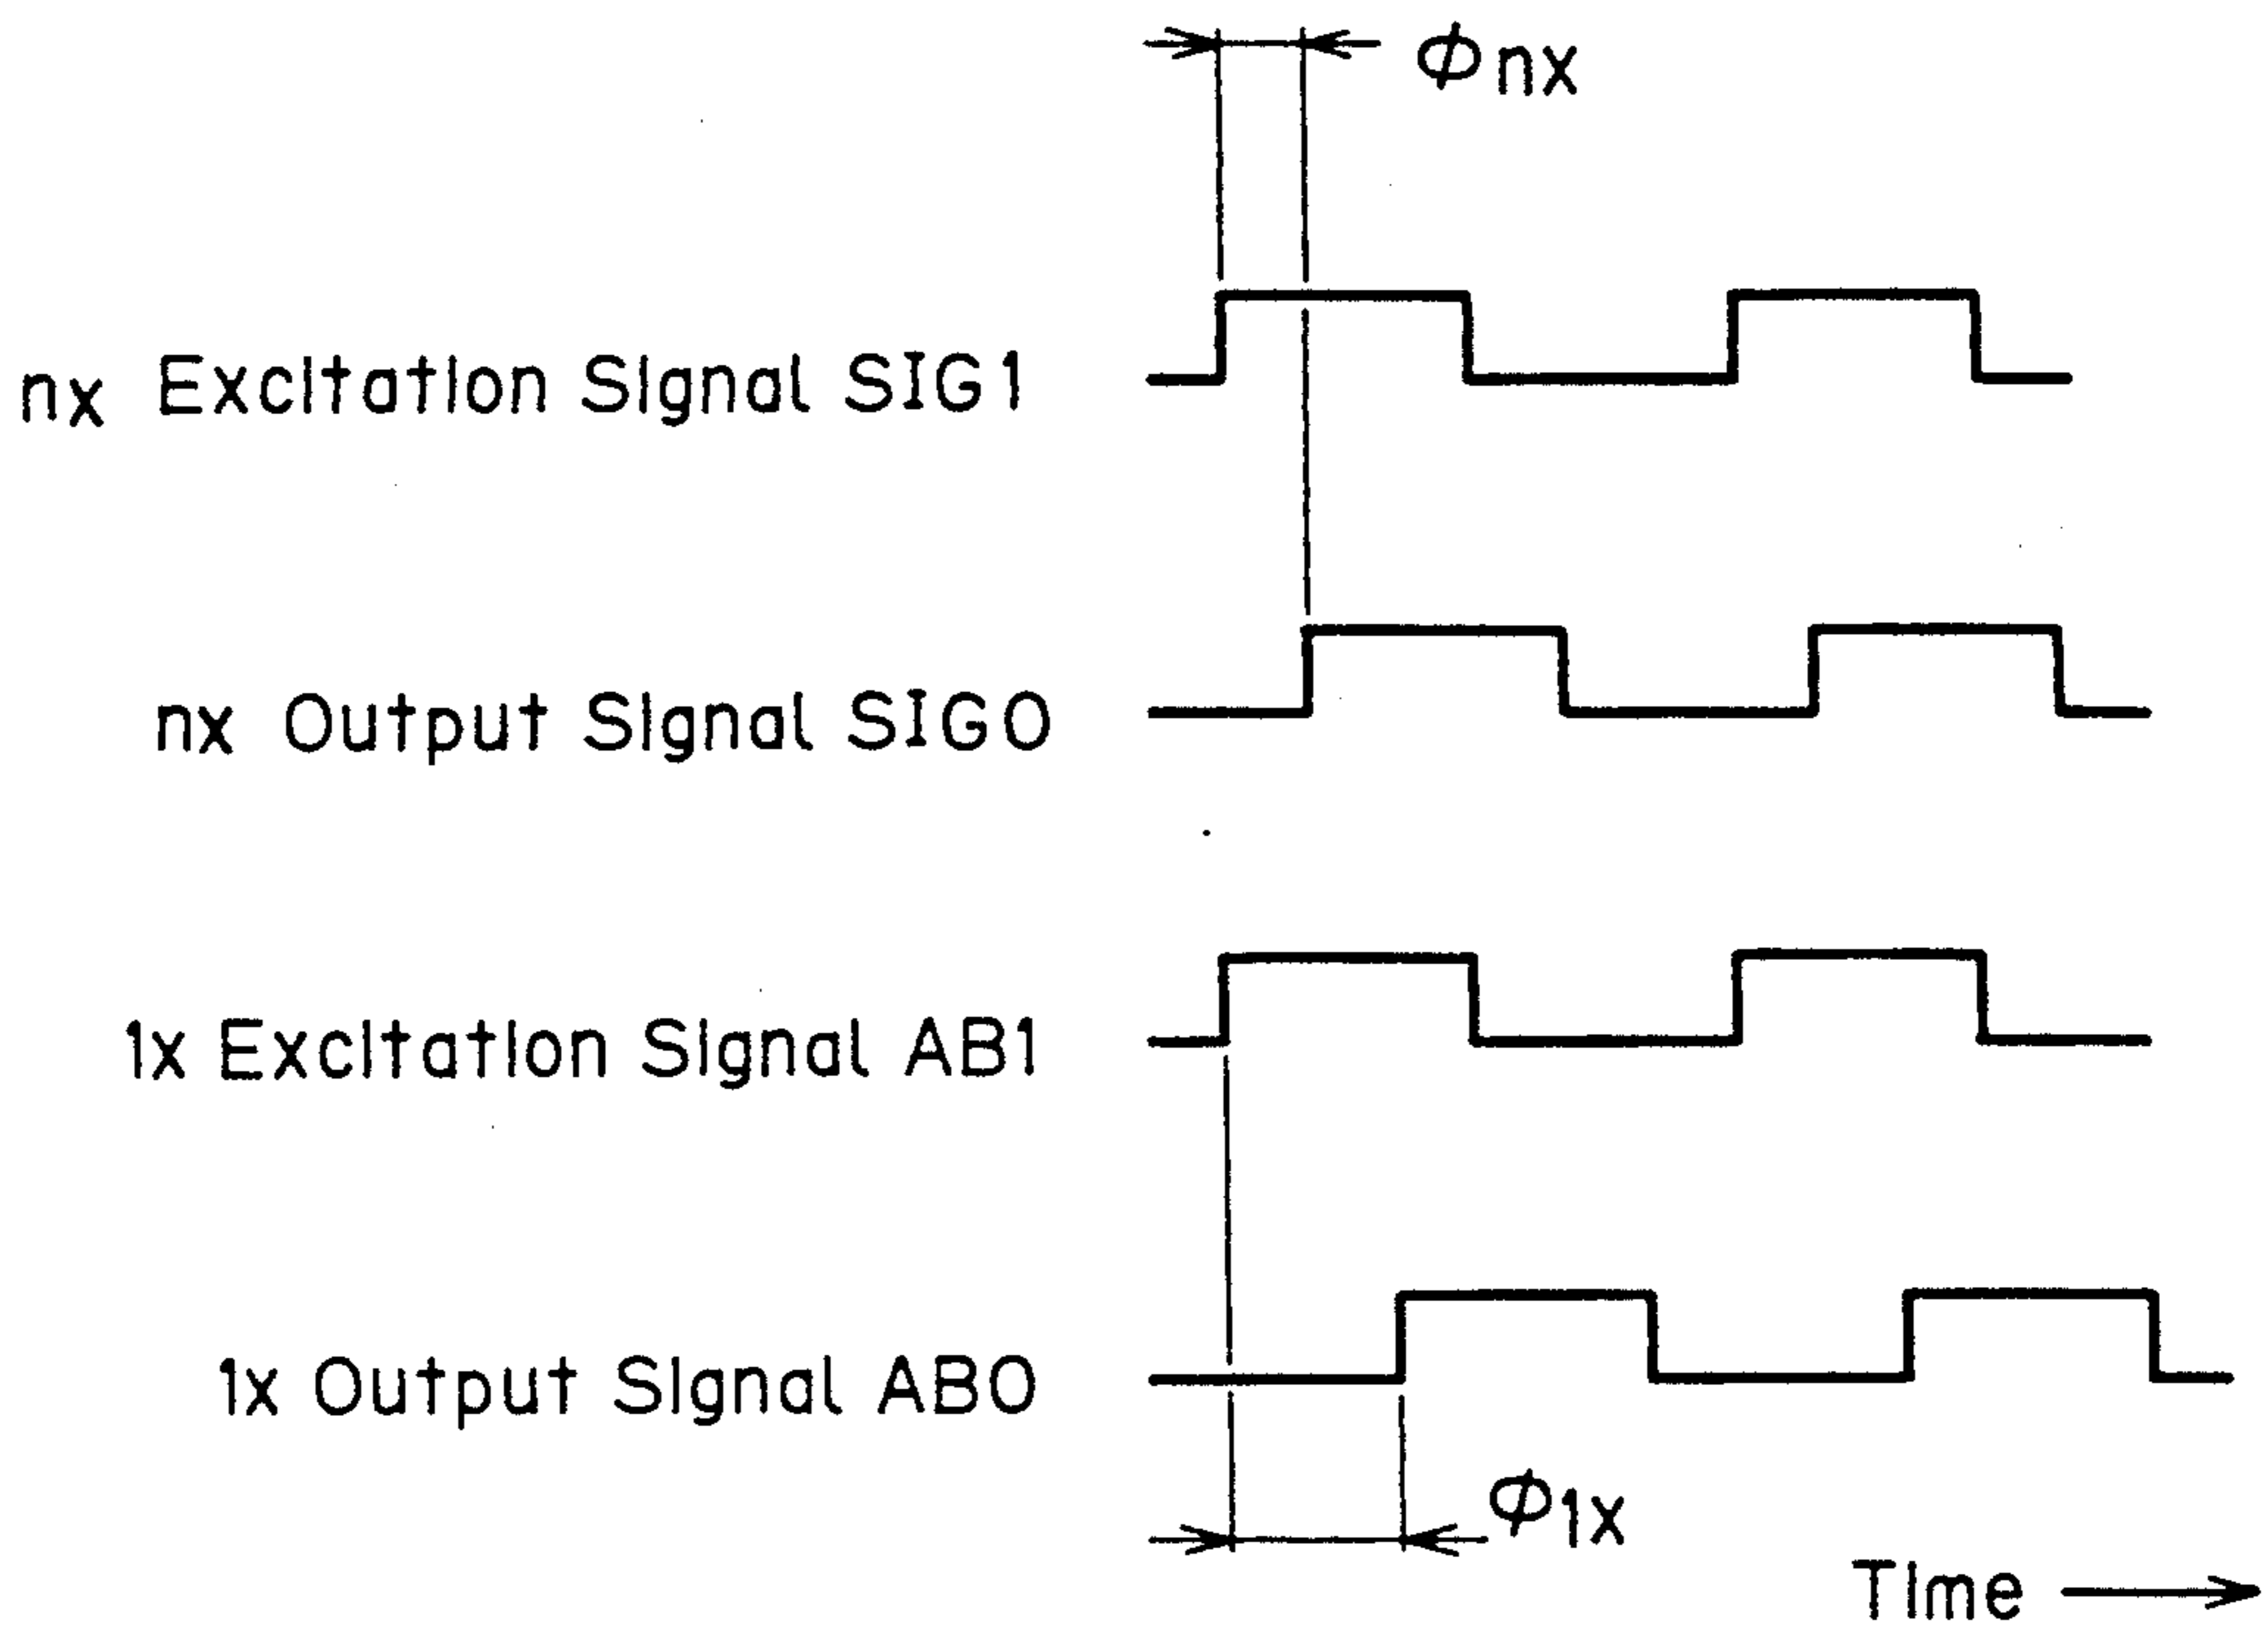 ϕnx
nx Excitation Signal SIG1
nx Output Signal SIGO
1x Excitation Signal AB1
1x Output Signal ABO
ϕ1x
Time